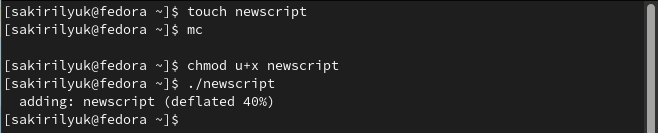 [sakirilyuk@fedora ~]$ touch newscript
[sakirilyuk@fedora ~]$ mc
[sakirilyuk@fedora ~]$ chmod u+x newscript
[sakirilyuk@fedora ~]$ ./newscript
  adding: newscript (deflated 40%)
[sakirilyuk@fedora ~]$